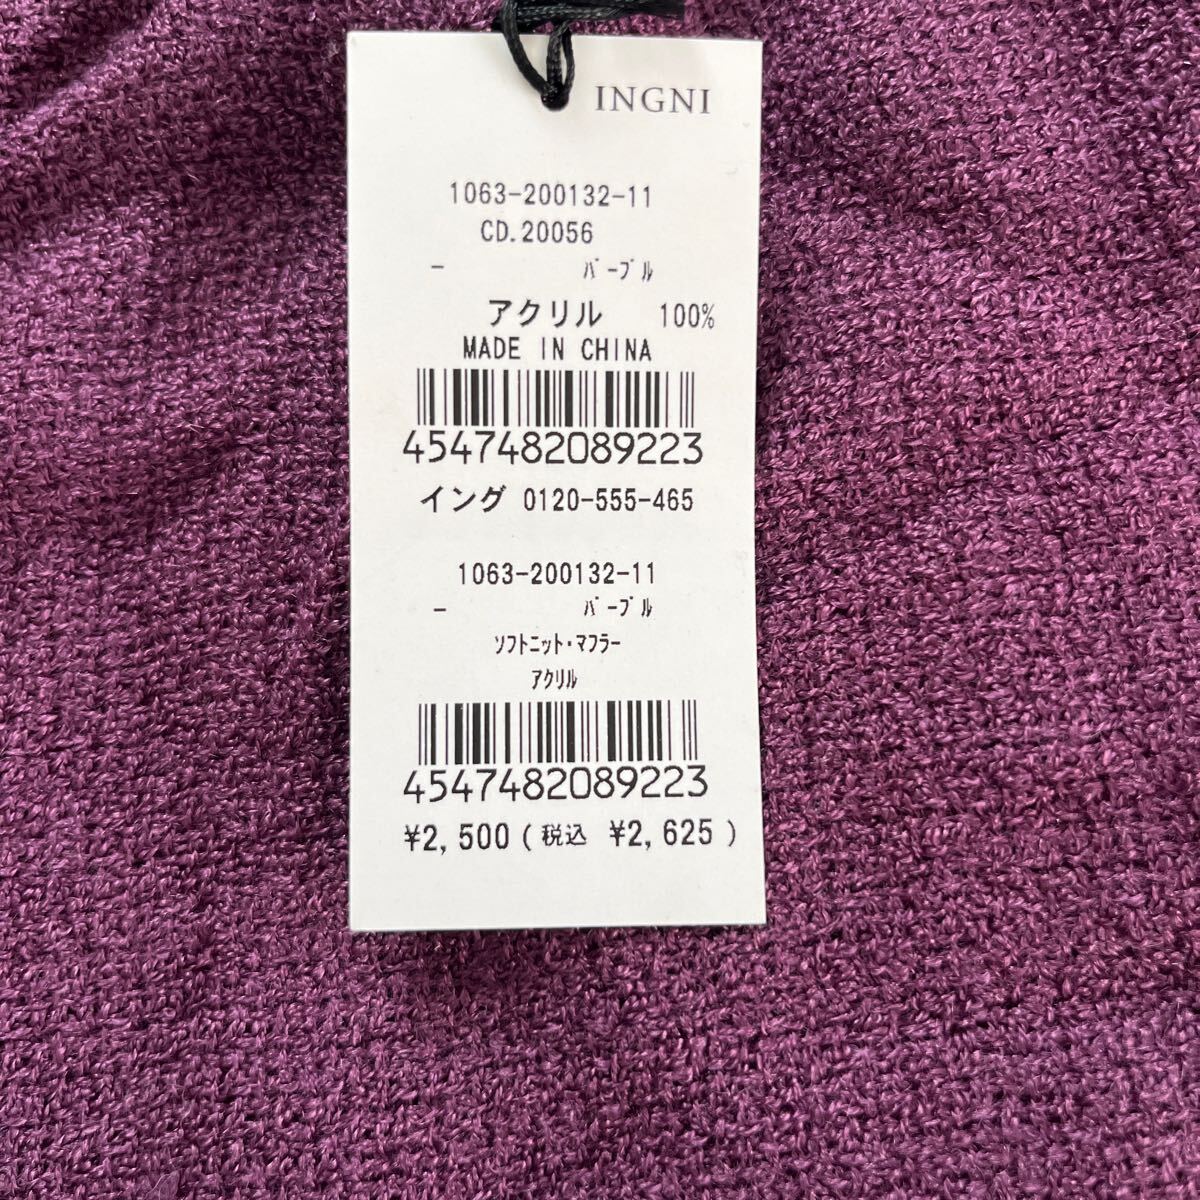 INGNI
1063-200132-11
CD.20056
- ﾊﾟｰﾌﾟﾙ
アクリル 100%
MADE IN CHINA
4547482089223
イング 0120-555-465
1063-200132-11
- ﾊﾟｰﾌﾟﾙ
ｿﾌﾄﾆｯﾄ･ﾏﾌﾗｰ
ｱｸﾘﾙ
4547482089223
¥2,500(税込 ¥2,625)